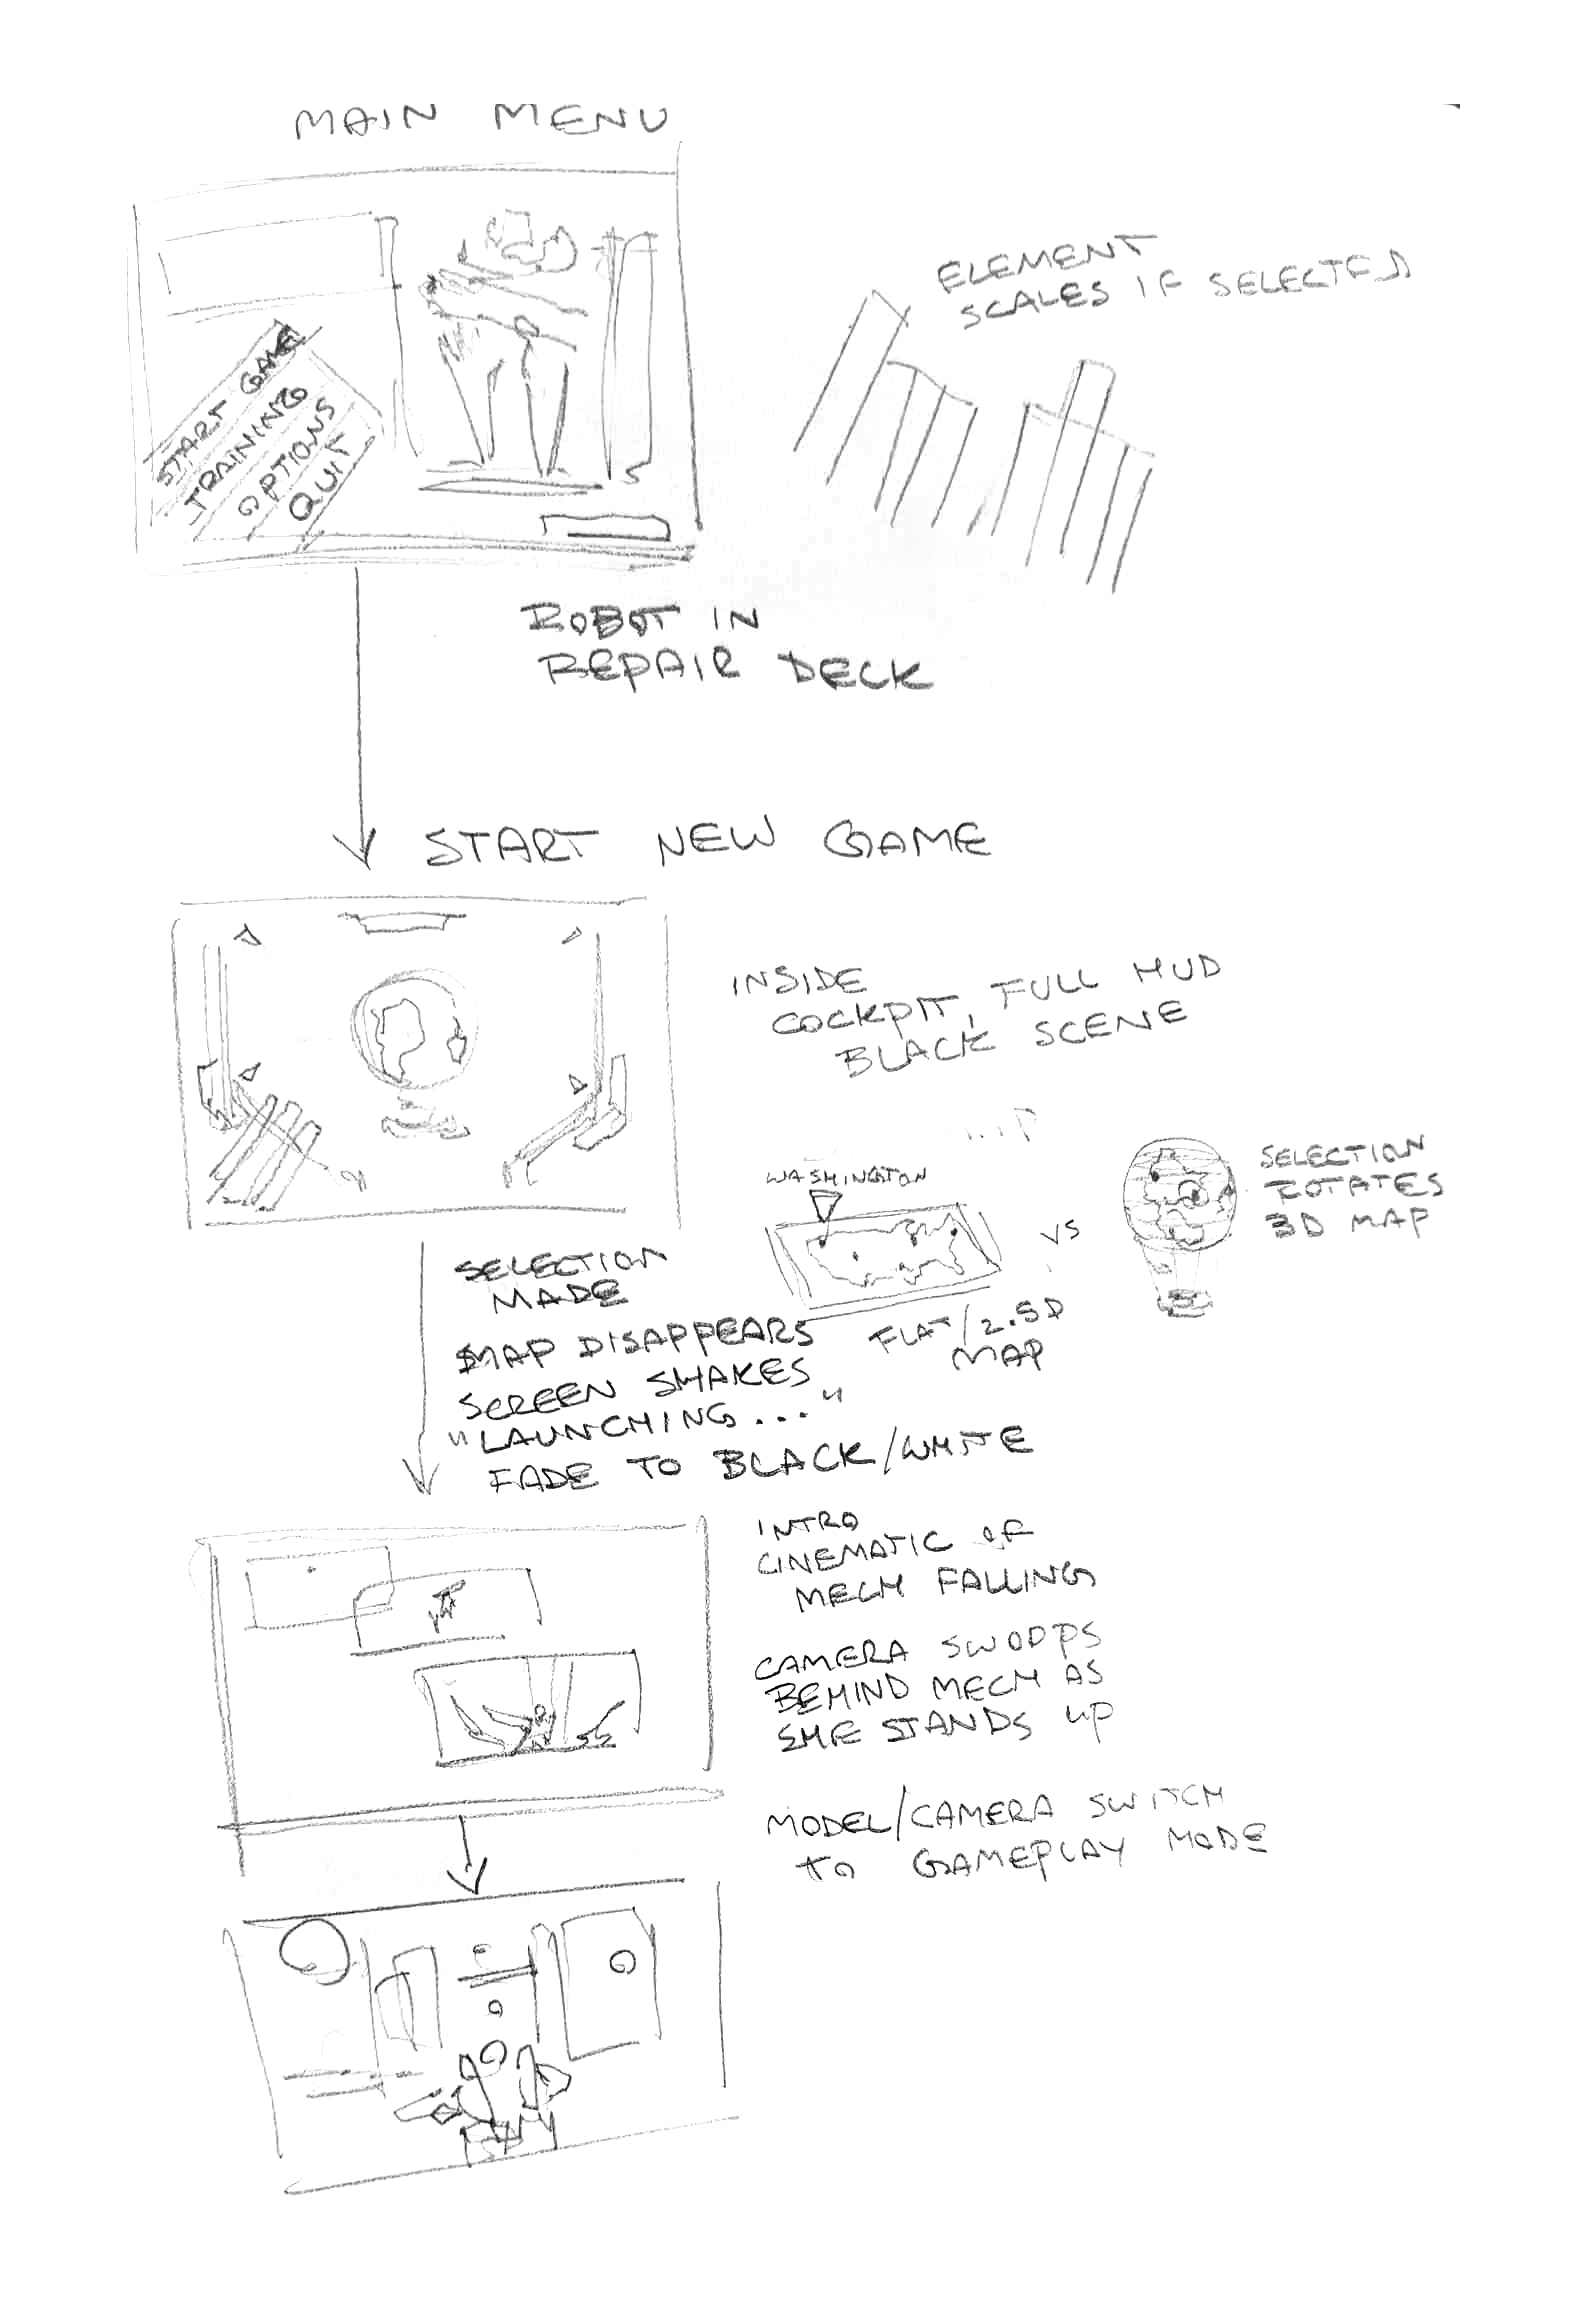 MAIN MENU
ELEMENT
SCALES IF SELECTED
START GAME
TRAINING
OPTIONS
QUIT
ROBOT IN
REPAIR DECK
START NEW GAME
INSIDE
COCKPIT, FULL HUD
BLACK SCENE
WASHINGTON
VS
SELECTION
ROTATES
3D MAP
FLAT/2.5D
MAP
SELECTION
MADE
MAP DISAPPEARS
SCREEN SHAKES
"LAUNCHING..."
FADE TO BLACK/WHITE
INTRO
CINEMATIC OF
MECH FALLING
CAMERA SWOOPS
BEHIND MECH AS
SHE STANDS UP
MODEL/CAMERA SWITCH
TO GAMEPLAY MODE